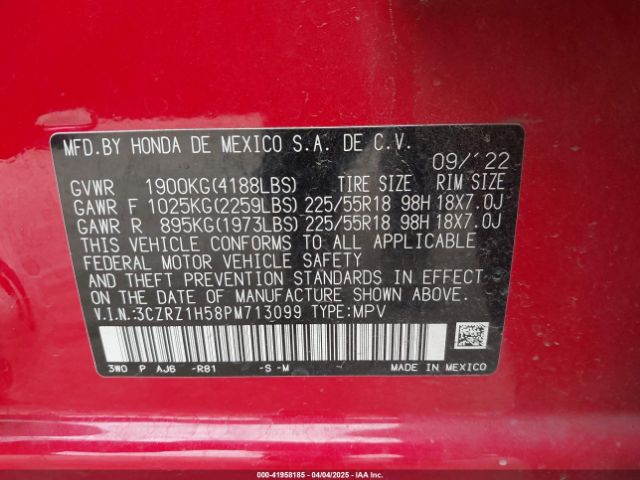 MFD.BY HONDA DE MEXICO S.A. DE C.V.
09/'22
GVWR 1900KG(4188LBS) TIRE SIZE RIM SIZE
GAWR F 1025KG(2259LBS) 225/55R18 98H 18X7.0J
GAWR R 895KG(1973LBS) 225/55R18 98H 18X7.0J
THIS VEHICLE CONFORMS TO ALL APPLICABLE
FEDERAL MOTOR VEHICLE SAFETY
AND THEFT PREVENTION STANDARDS IN EFFECT
ON THE DATE OF MANUFACTURE SHOWN ABOVE.
V.I.N.:3CZRZ1H58PM713099 TYPE:MPV
3W0 P AJ6 -R81 -S-M MADE IN MEXICO
000-41958185 - 04/04/2025 - IAAI.COM